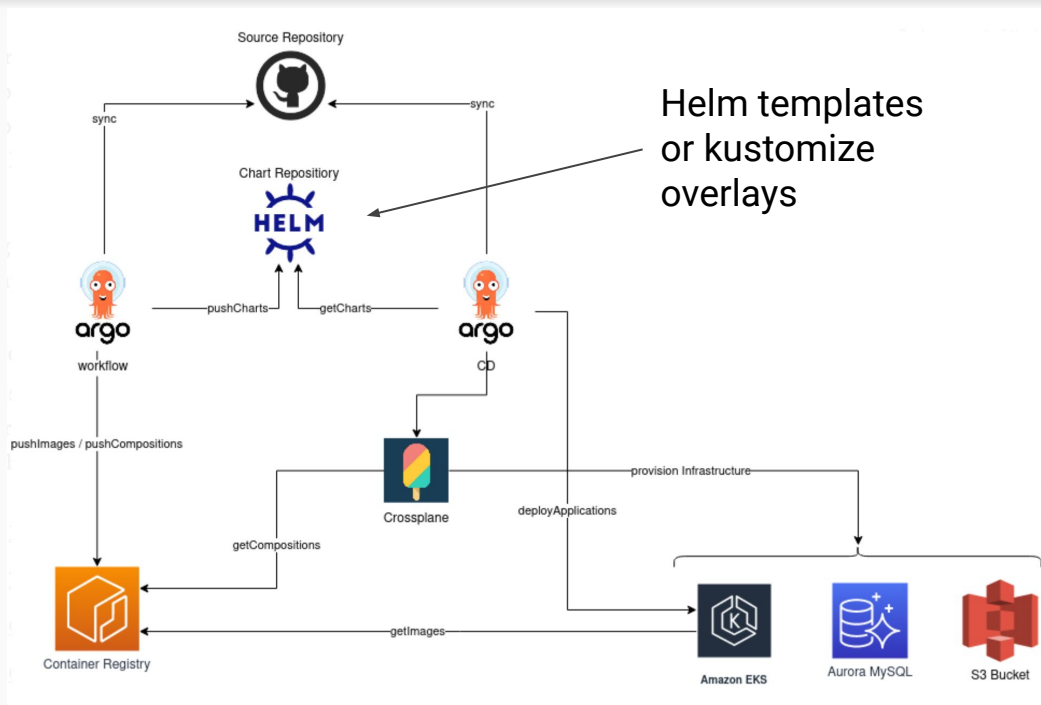 Source Repository
sync
sync
Helm templates
or kustomize
overlays
Chart Repositiory
HELM
pushCharts
getCharts
argo
argo
workflow
CD
pushImages / pushCompositions
provision Infrastructure
deployApplications
Crossplane
getCompositions
getImages
K
Container Registry
Amazon EKS
Aurora MySQL
S3 Bucket